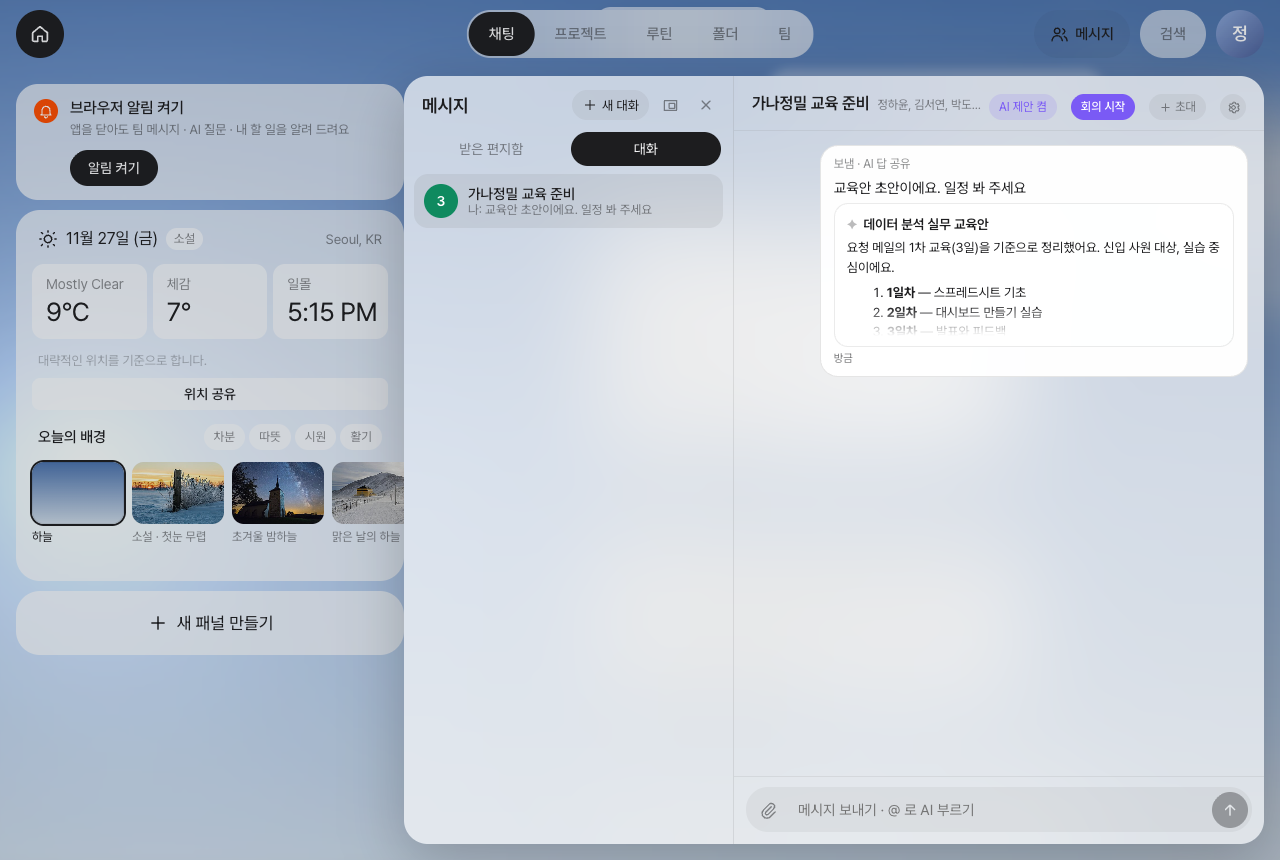 채팅
프로젝트
루틴
폴더
팀
메시지
검색
정
브라우저 알림 켜기
앱을 닫아도 팀 메시지 · AI 질문 · 내 할 일을 알려 드려요
알림 켜기
11월 27일 (금)
소설
Seoul, KR
Mostly Clear
9°C
체감
7°
일몰
5:15 PM
대략적인 위치를 기준으로 합니다.
위치 공유
오늘의 배경
차분
따뜻
시원
활기
하늘
소설 · 첫눈 무렵
초겨울 밤하늘
맑은 날의 하늘
새 패널 만들기
메시지
새 대화
받은 편지함
대화
3
가나정밀 교육 준비
나: 교육안 초안이에요. 일정 봐 주세요
가나정밀 교육 준비
정하윤, 김서연, 박도...
AI 제안 켬
회의 시작
초대
보냄 · AI 답 공유
교육안 초안이에요. 일정 봐 주세요
데이터 분석 실무 교육안
요청 메일의 1차 교육(3일)을 기준으로 정리했어요. 신입 사원 대상, 실습 중
심이에요.
1. 1일차 — 스프레드시트 기초
2. 2일차 — 대시보드 만들기 실습
3. 3일차 — 발표와 피드백
방금
메시지 보내기 · @ 로 AI 부르기